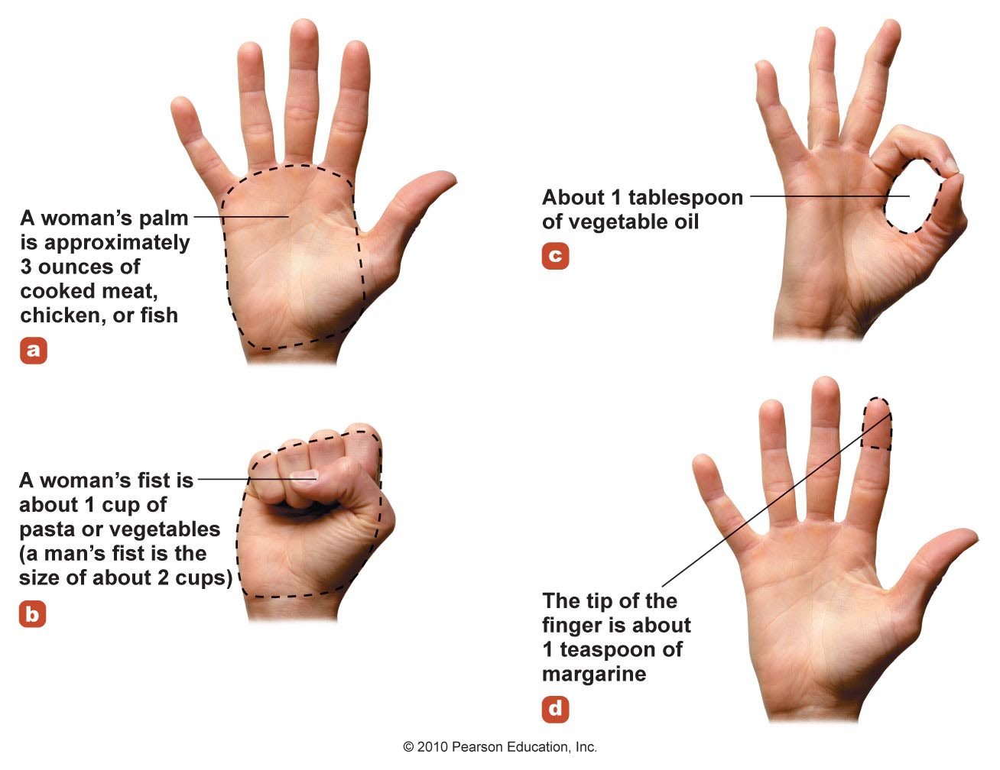 A woman's palm
is approximately
3 ounces of
cooked meat,
chicken, or fish
a
A woman's fist is
about 1 cup of
pasta or vegetables
(a man's fist is the
size of about 2 cups)
b
About 1 tablespoon
of vegetable oil
c
The tip of the
finger is about
1 teaspoon of
margarine
d
© 2010 Pearson Education, Inc.